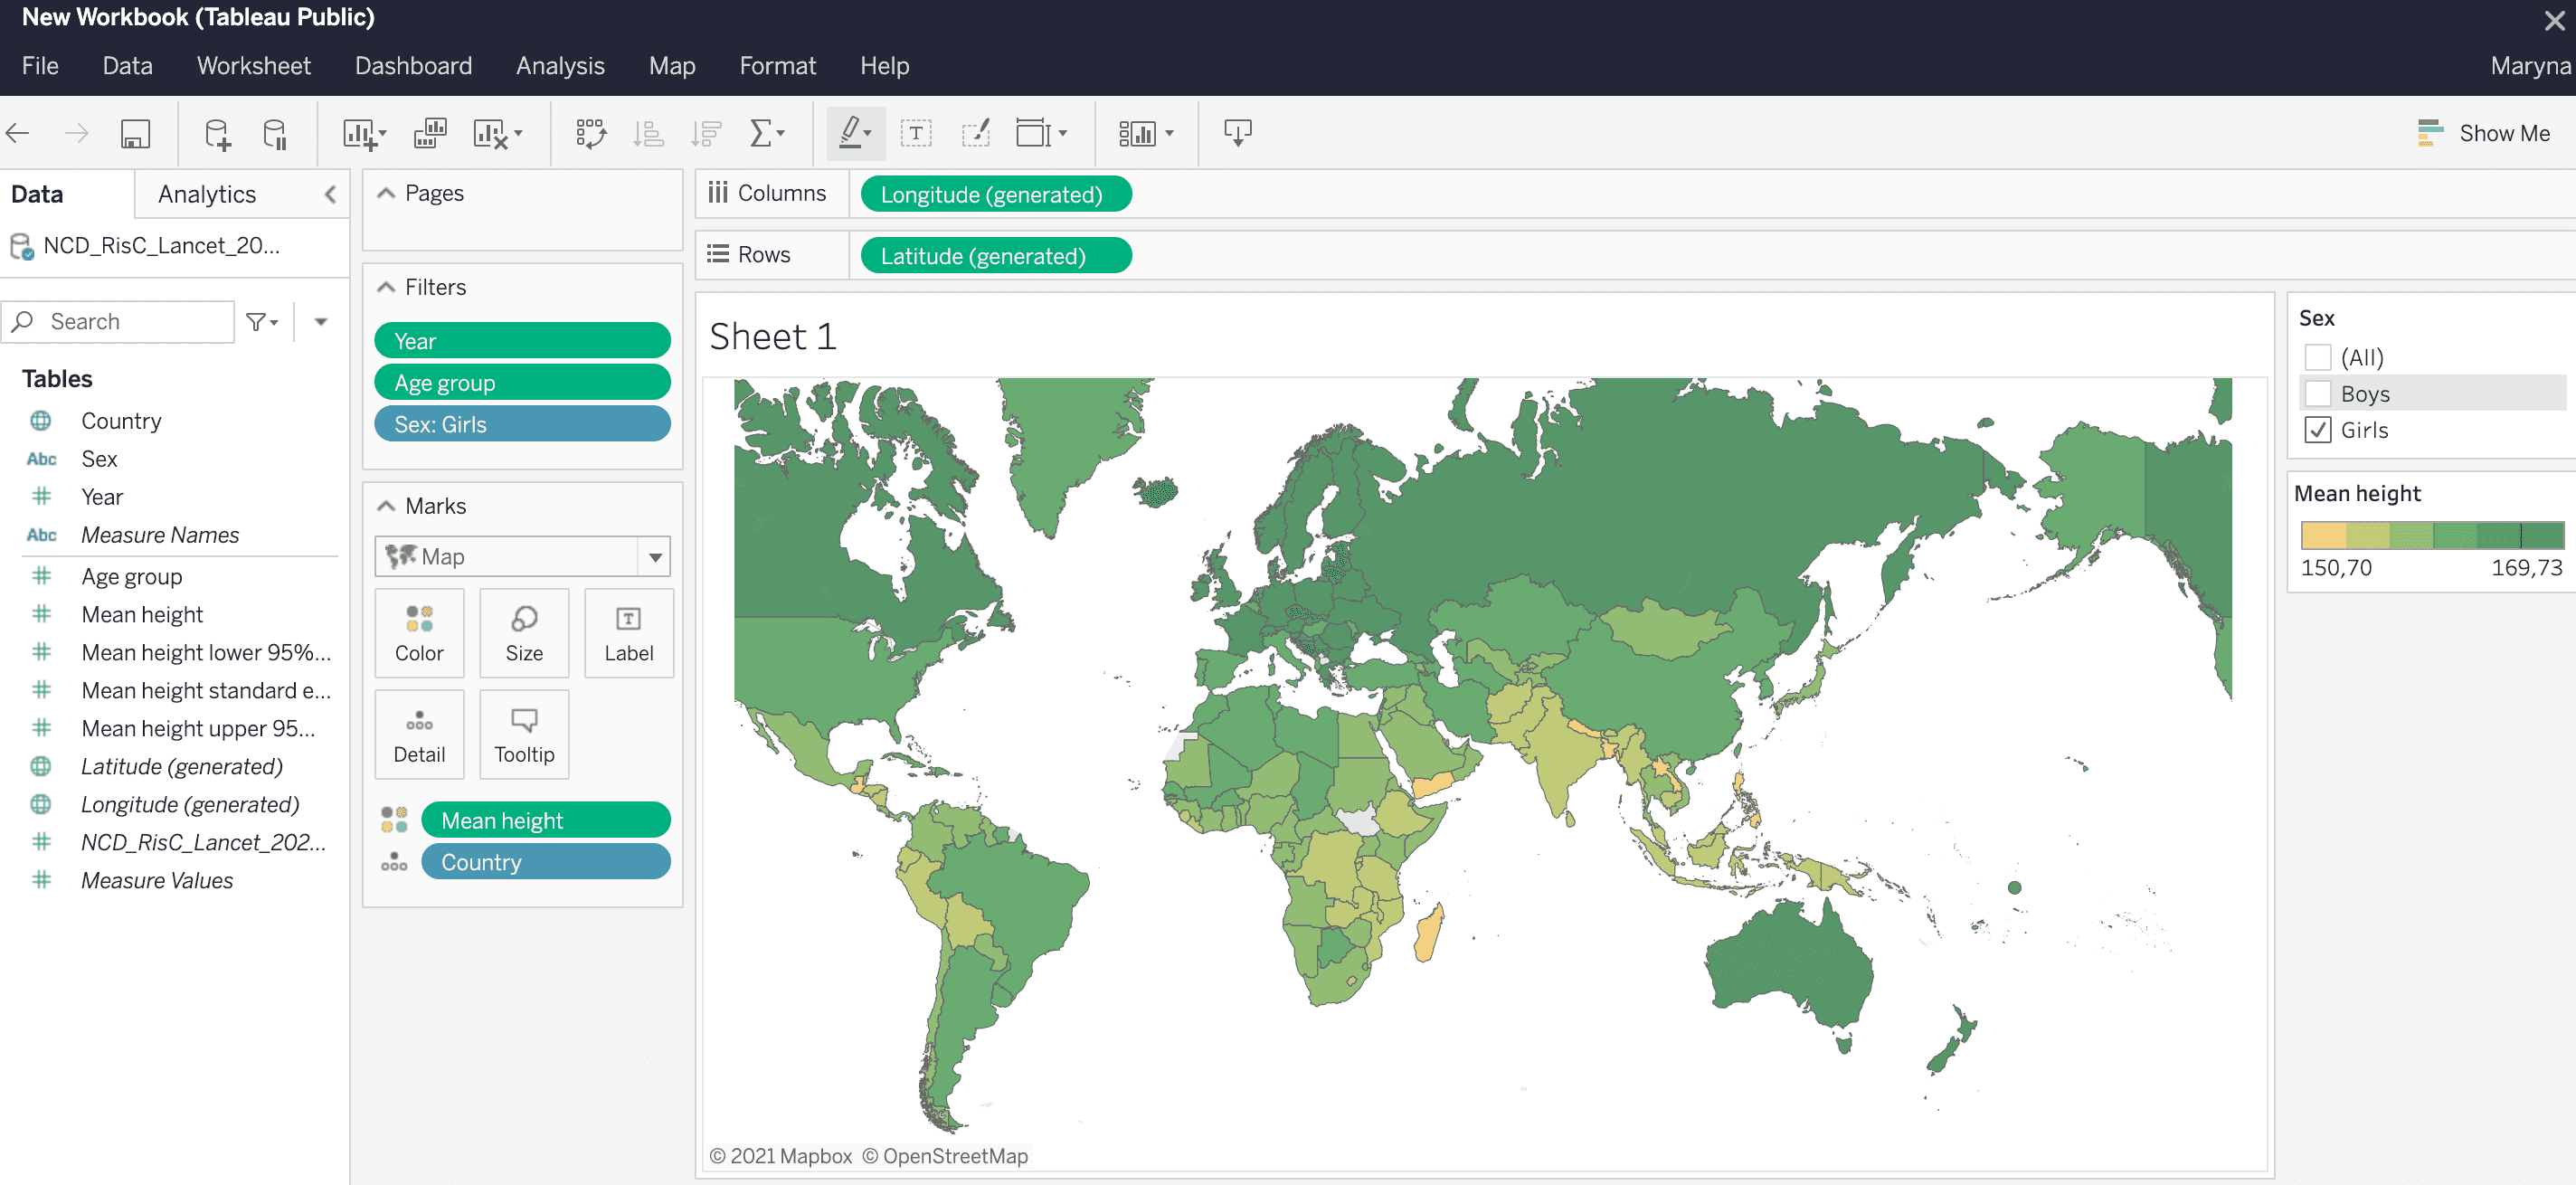 New Workbook (Tableau Public)
File Data Worksheet Dashboard Analysis Map Format Help Maryna
Show Me
Data Analytics
NCD_RisC_Lancet_20...
Search
Tables
Country
Abc Sex
Year
Abc Measure Names
Age group
Mean height
Mean height lower 95%...
Mean height standard e...
Mean height upper 95...
Latitude (generated)
Longitude (generated)
NCD_RisC_Lancet_202...
Measure Values
Pages
Filters
Year
Age group
Sex: Girls
Marks
Map
Color Size Label
Detail Tooltip
Mean height
Country
Columns Longitude (generated)
Rows Latitude (generated)
Sheet 1
© 2021 Mapbox © OpenStreetMap
Sex
(All)
Boys
Girls
Mean height
150,70 169,73